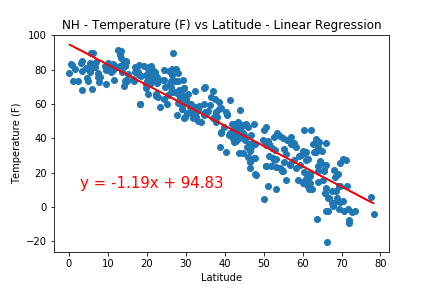 NH - Temperature (F) vs Latitude - Linear Regression
100
80
60
40
20
0
−20
Temperature (F)
y = -1.19x + 94.83
0 10 20 30 40 50 60 70 80
Latitude